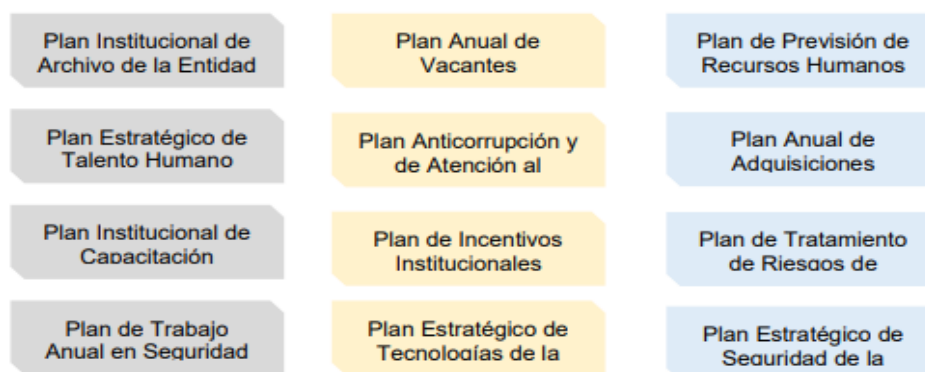 Plan Institucional de
Archivo de la Entidad
Plan Anual de
Vacantes
Plan de Previsión de
Recursos Humanos
Plan Estratégico de
Talento Humano
Plan Anticorrupción y
de Atención al
Plan Anual de
Adquisiciones
Plan Institucional de
Capacitación
Plan de Incentivos
Institucionales
Plan de Tratamiento
de Riesgos de
Plan de Trabajo
Anual en Seguridad
Plan Estratégico de
Tecnologías de la
Plan Estratégico de
Seguridad de la